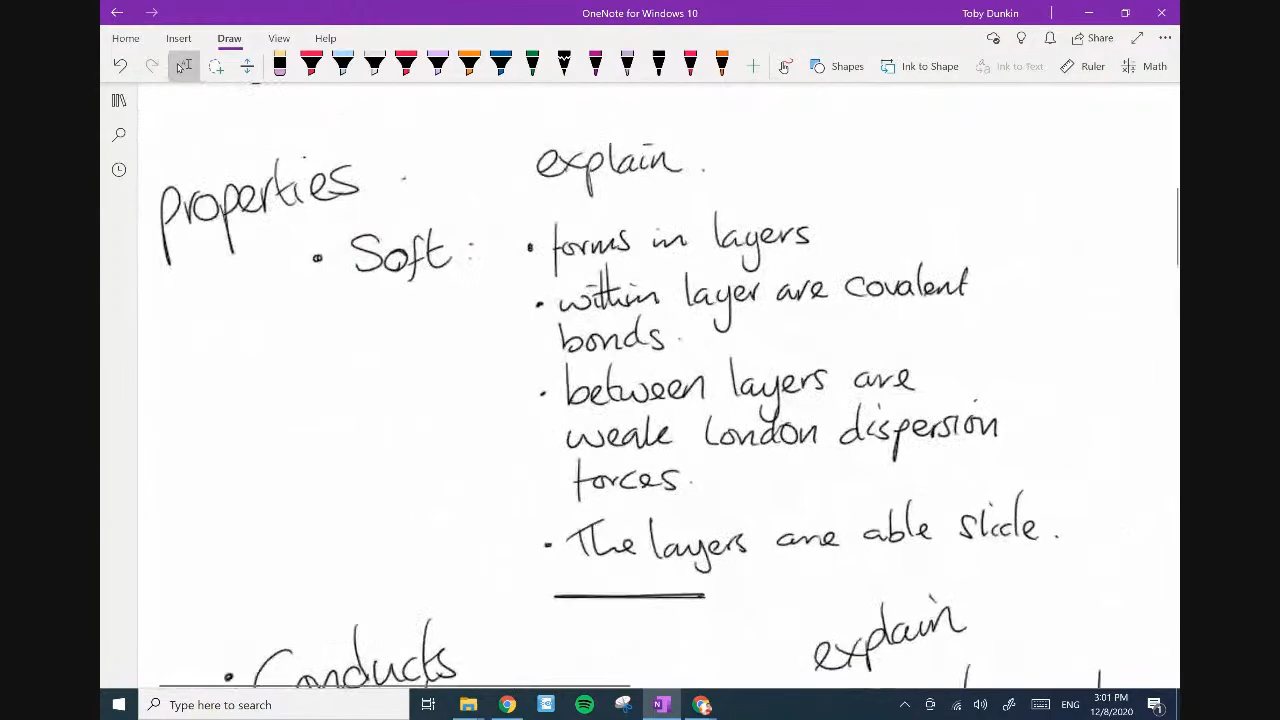 OneNote for Windows 10
Toby Dunkin
Home Insert Draw View
Share
Shapes Ink to Shape Ink to Text Ruler Math
properties
explain.
• Soft:
• forms in layers
• within layer are covalent
bonds.
• between layers are
weak London dispersion
forces.
• The layers are able slide.
explain
• Conducts
Type here to search
ENG
3:01 PM
12/8/2020